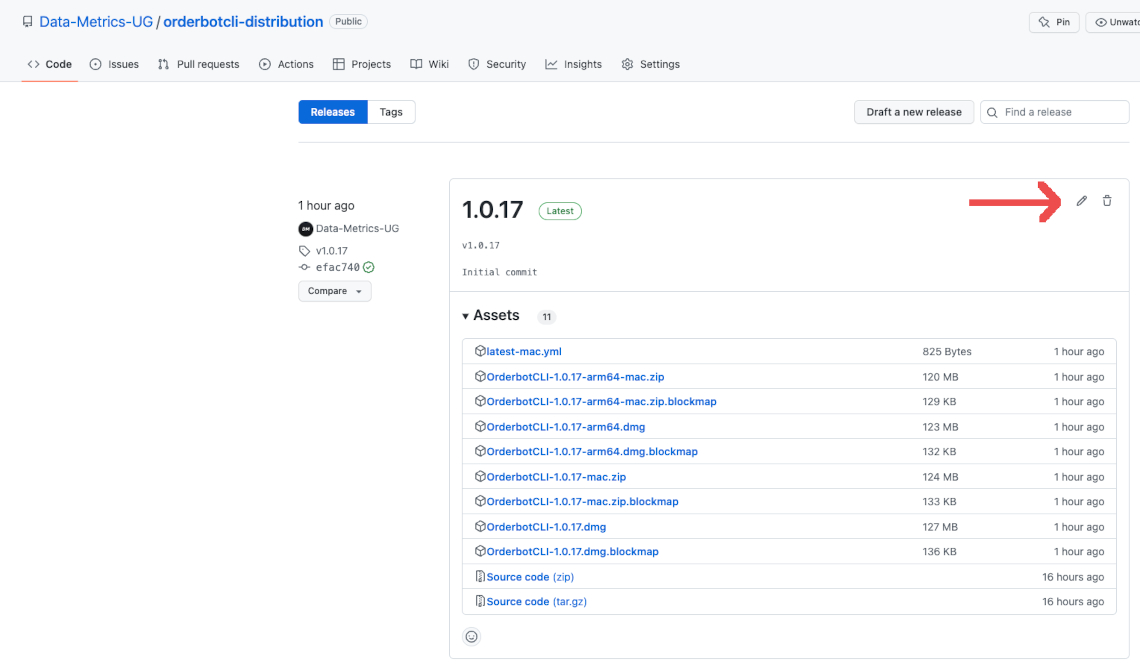 Data-Metrics-UG / orderbotcli-distribution Public
Pin
Code Issues Pull requests Actions Projects Wiki Security Insights Settings
Releases Tags
Draft a new release
Find a release
1 hour ago
Data-Metrics-UG
v1.0.17
efac740
Compare
1.0.17 Latest
v1.0.17
Initial commit
Assets 11
latest-mac.yml 825 Bytes 1 hour ago
OrderbotCLI-1.0.17-arm64-mac.zip 120 MB 1 hour ago
OrderbotCLI-1.0.17-arm64-mac.zip.blockmap 129 KB 1 hour ago
OrderbotCLI-1.0.17-arm64.dmg 123 MB 1 hour ago
OrderbotCLI-1.0.17-arm64.dmg.blockmap 132 KB 1 hour ago
OrderbotCLI-1.0.17-mac.zip 124 MB 1 hour ago
OrderbotCLI-1.0.17-mac.zip.blockmap 133 KB 1 hour ago
OrderbotCLI-1.0.17.dmg 127 MB 1 hour ago
OrderbotCLI-1.0.17.dmg.blockmap 136 KB 1 hour ago
Source code (zip) 16 hours ago
Source code (tar.gz) 16 hours ago